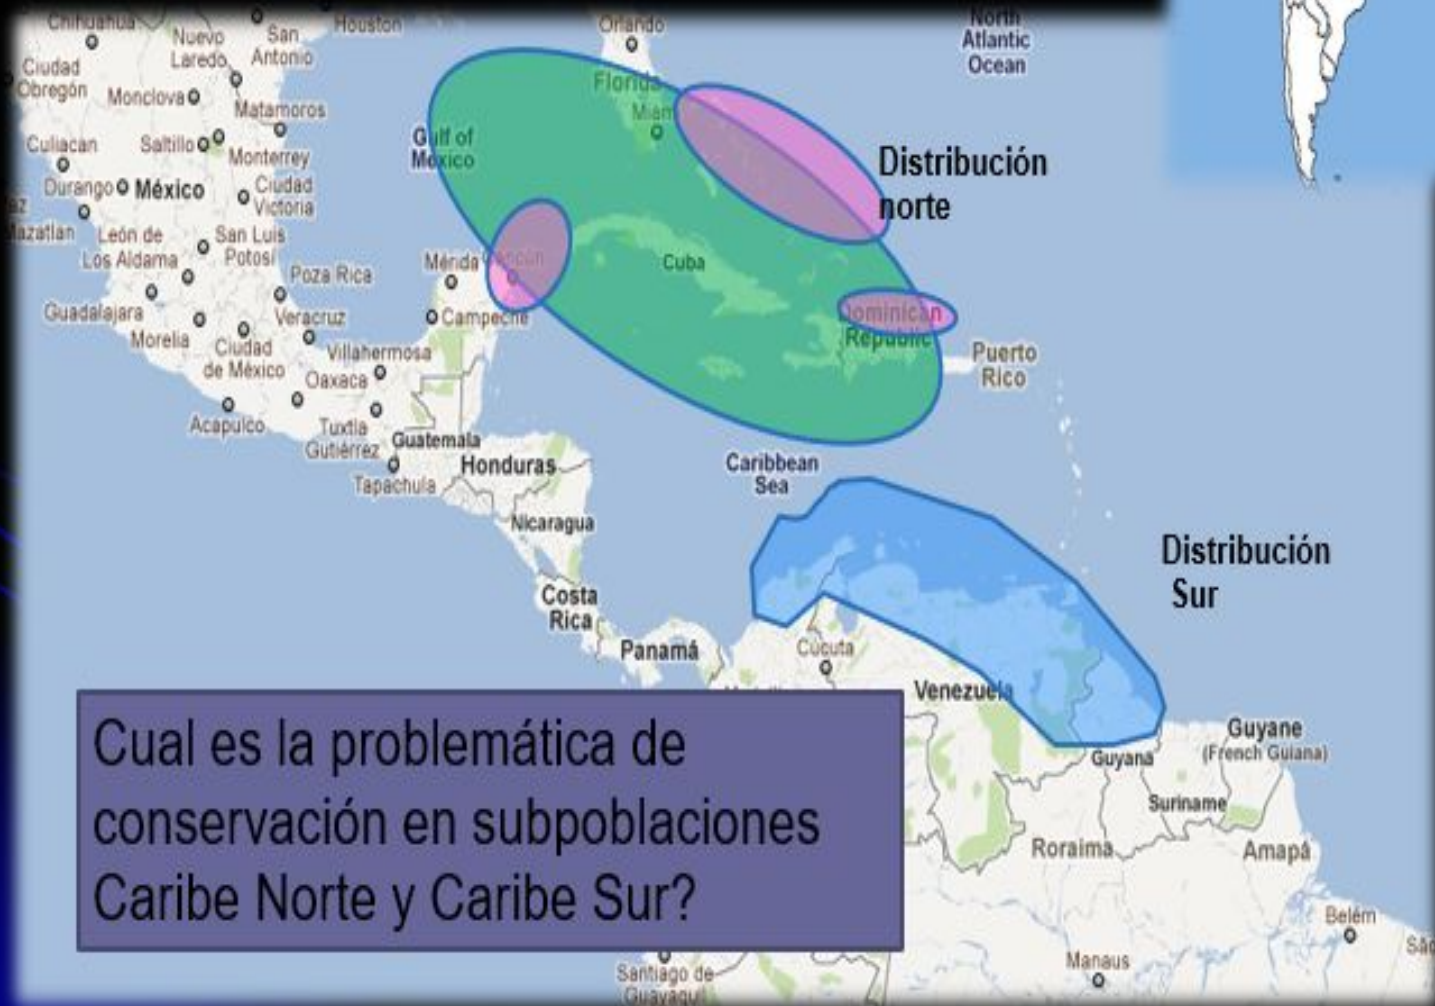 Chihuahua
Nuevo
Laredo
San
Antonio
Houston
Orlando
North
Atlantic
Ocean
Ciudad
Obregón
Monclova
Matamoros
Florida
Culiacan
Saltillo
Monterrey
Gulf of
Mexico
Durango
México
Ciudad
Victoria
Distribución
norte
León de
Los Aldama
San Luis
Potosí
Mérida
Cancún
Cuba
Poza Rica
Guadalajara
Veracruz
Campeche
Dominican
Republic
Morelia
Ciudad
de México
Villahermosa
Puerto
Rico
Oaxaca
Acapulco
Tuxtla
Gutiérrez
Guatemala
Honduras
Caribbean
Sea
Tapachula
Nicaragua
Distribución
Sur
Costa
Rica
Panamá
Cúcuta
Venezuela
Cual es la problemática de
conservación en subpoblaciones
Caribe Norte y Caribe Sur?
Guyane
(French Guiana)
Guyana
Suriname
Roraima
Amapá
Belém
Manaus
Santiago de
Guayaquil